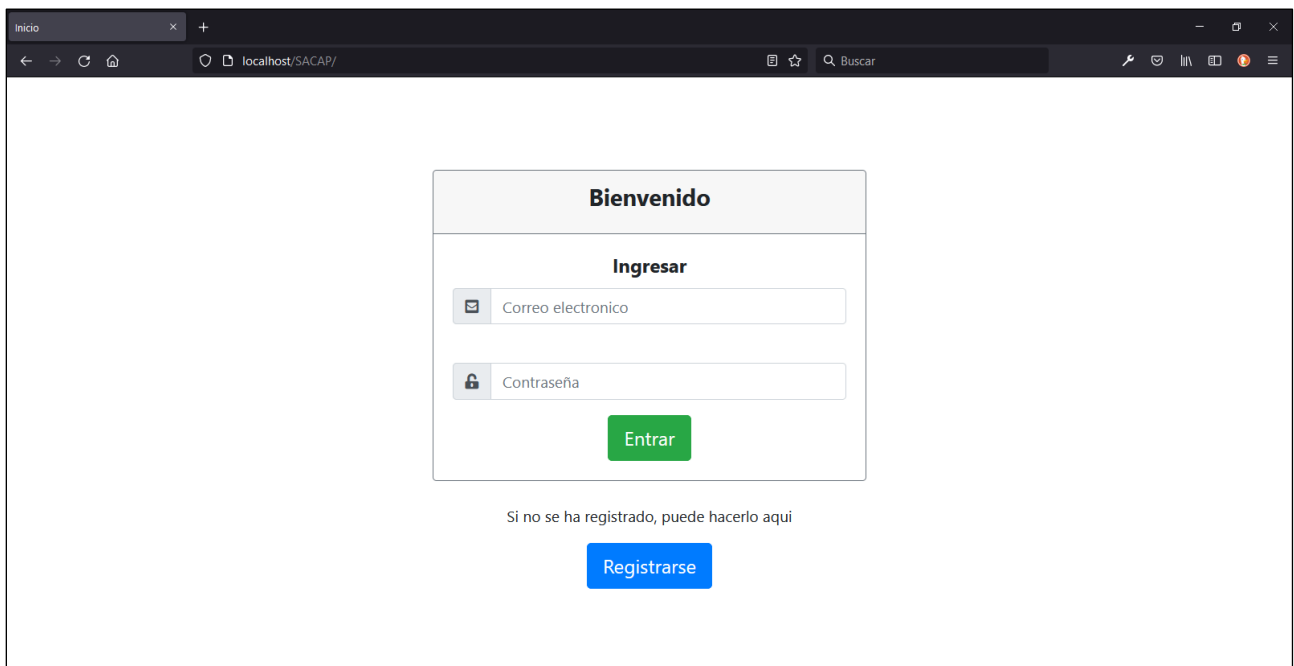 Inicio
localhost/SACAP/
Buscar
Bienvenido
Ingresar
Correo electronico
Contraseña
Entrar
Si no se ha registrado, puede hacerlo aqui
Registrarse